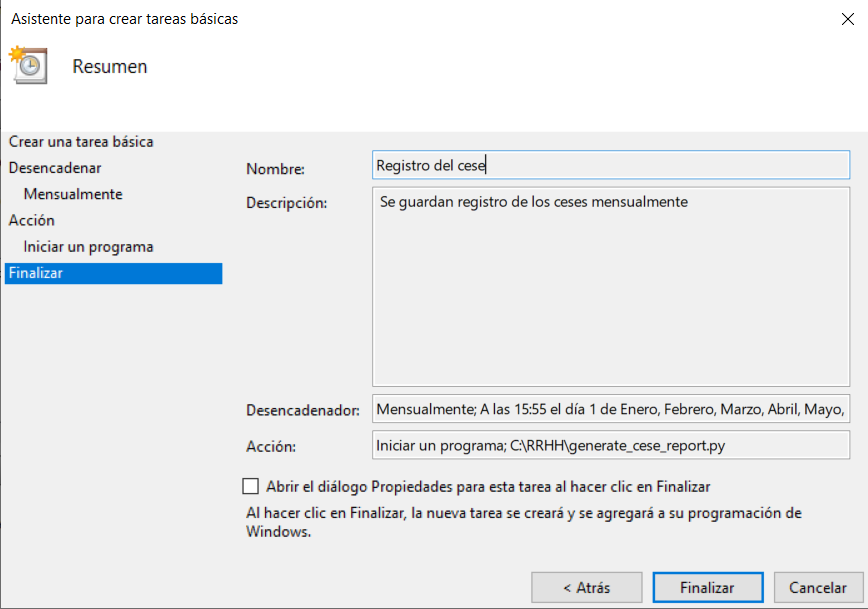 Asistente para crear tareas básicas
Resumen
Crear una tarea básica
Desencadenar
Mensualmente
Acción
Iniciar un programa
Finalizar
Nombre:
Registro del cese
Descripción:
Se guardan registro de los ceses mensualmente
Desencadenador:
Mensualmente; A las 15:55 el día 1 de Enero, Febrero, Marzo, Abril, Mayo,
Acción:
Iniciar un programa; C:\RRHH\generate_cese_report.py
Abrir el diálogo Propiedades para esta tarea al hacer clic en Finalizar
Al hacer clic en Finalizar, la nueva tarea se creará y se agregará a su programación de
Windows.
< Atrás
Finalizar
Cancelar